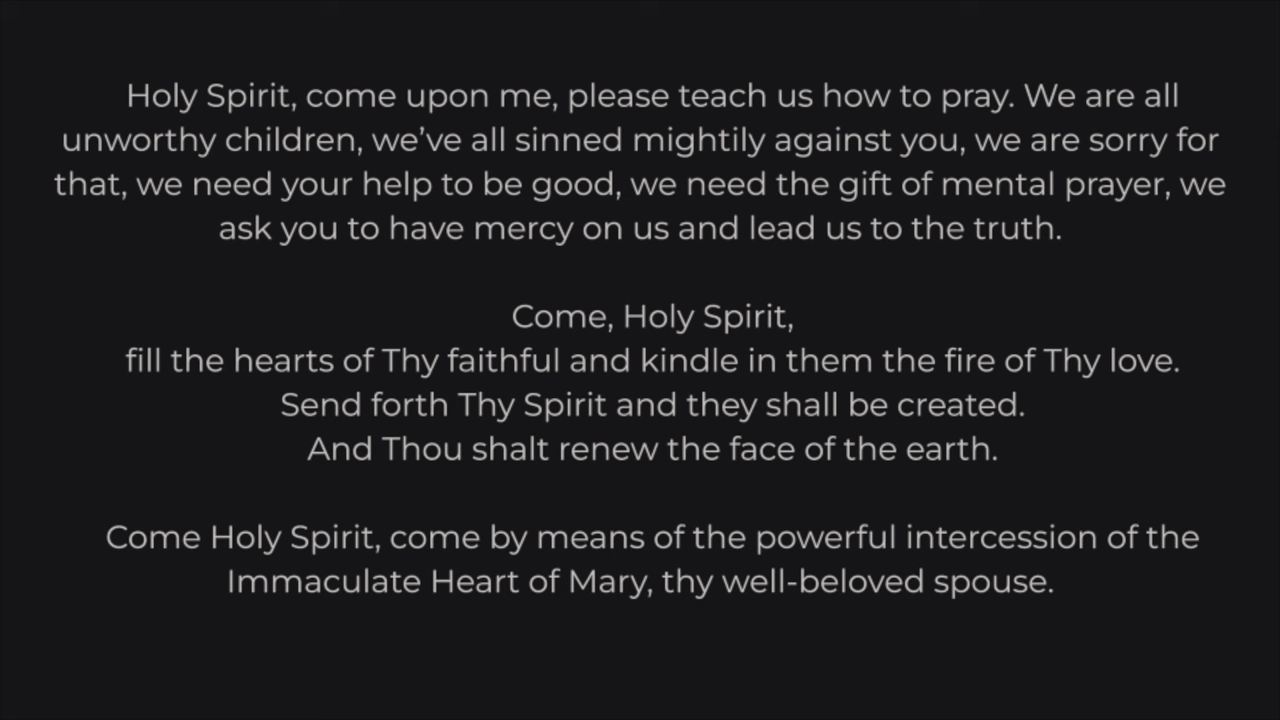 Holy Spirit, come upon me, please teach us how to pray. We are all
unworthy children, we’ve all sinned mightily against you, we are sorry for
that, we need your help to be good, we need the gift of mental prayer, we
ask you to have mercy on us and lead us to the truth.
Come, Holy Spirit,
fill the hearts of Thy faithful and kindle in them the fire of Thy love.
Send forth Thy Spirit and they shall be created.
And Thou shalt renew the face of the earth.
Come Holy Spirit, come by means of the powerful intercession of the
Immaculate Heart of Mary, thy well-beloved spouse.